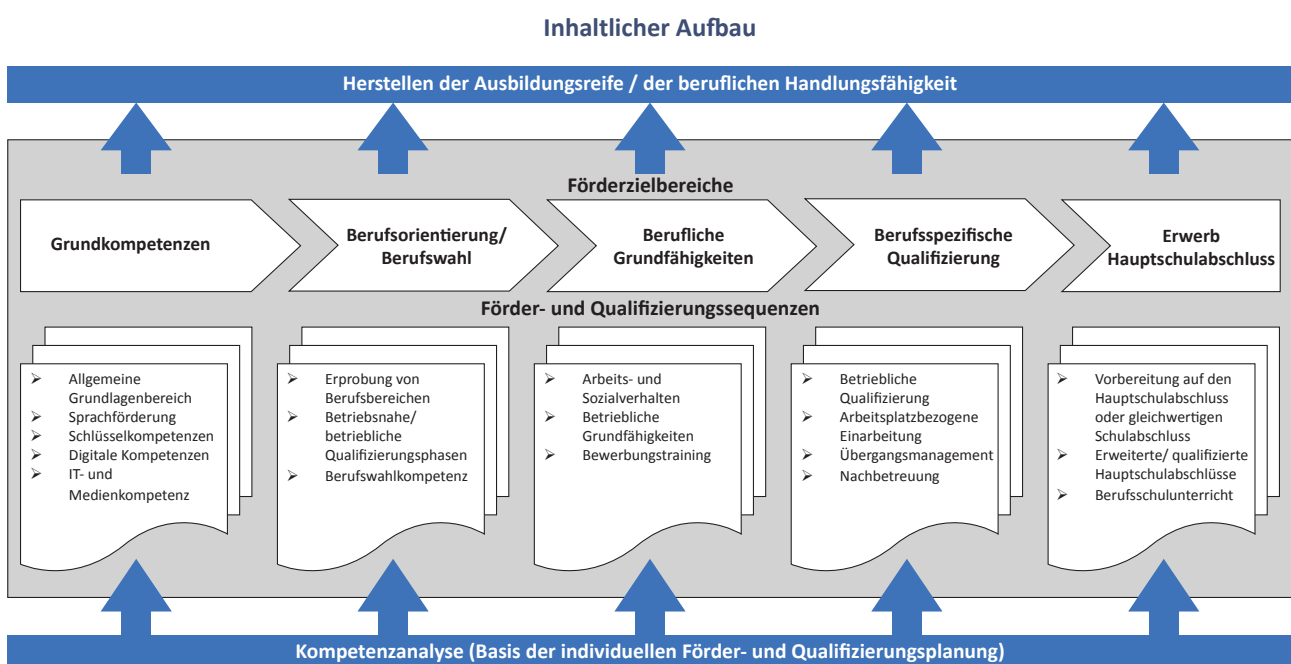 Inhaltlicher Aufbau
Herstellen der Ausbildungsreife / der beruflichen Handlungsfähigkeit
Förderzielbereiche
Grundkompetenzen
Berufsorientierung/
Berufswahl
Berufliche
Grundfähigkeiten
Berufsspezifische
Qualifizierung
Erwerb
Hauptschulabschluss
Förder- und Qualifizierungssequenzen
➢ Allgemeine
Grundlagenbereich
➢ Sprachförderung
➢ Schlüsselkompetenzen
➢ Digitale Kompetenzen
➢ IT- und
Medienkompetenz
➢ Erprobung von
Berufsbereichen
➢ Betriebsnahe/
betriebliche
Qualifizierungsphasen
➢ Berufswahlkompetenz
➢ Arbeits- und
Sozialverhalten
➢ Betriebliche
Grundfähigkeiten
➢ Bewerbungstraining
➢ Betriebliche
Qualifizierung
➢ Arbeitsplatzbezogene
Einarbeitung
➢ Übergangsmanagement
➢ Nachbetreuung
➢ Vorbereitung auf den
Hauptschulabschluss
oder gleichwertigen
Schulabschluss
➢ Erweiterte/ qualifizierte
Hauptschulabschlüsse
➢ Berufsschulunterricht
Kompetenzanalyse (Basis der individuellen Förder- und Qualifizierungsplanung)